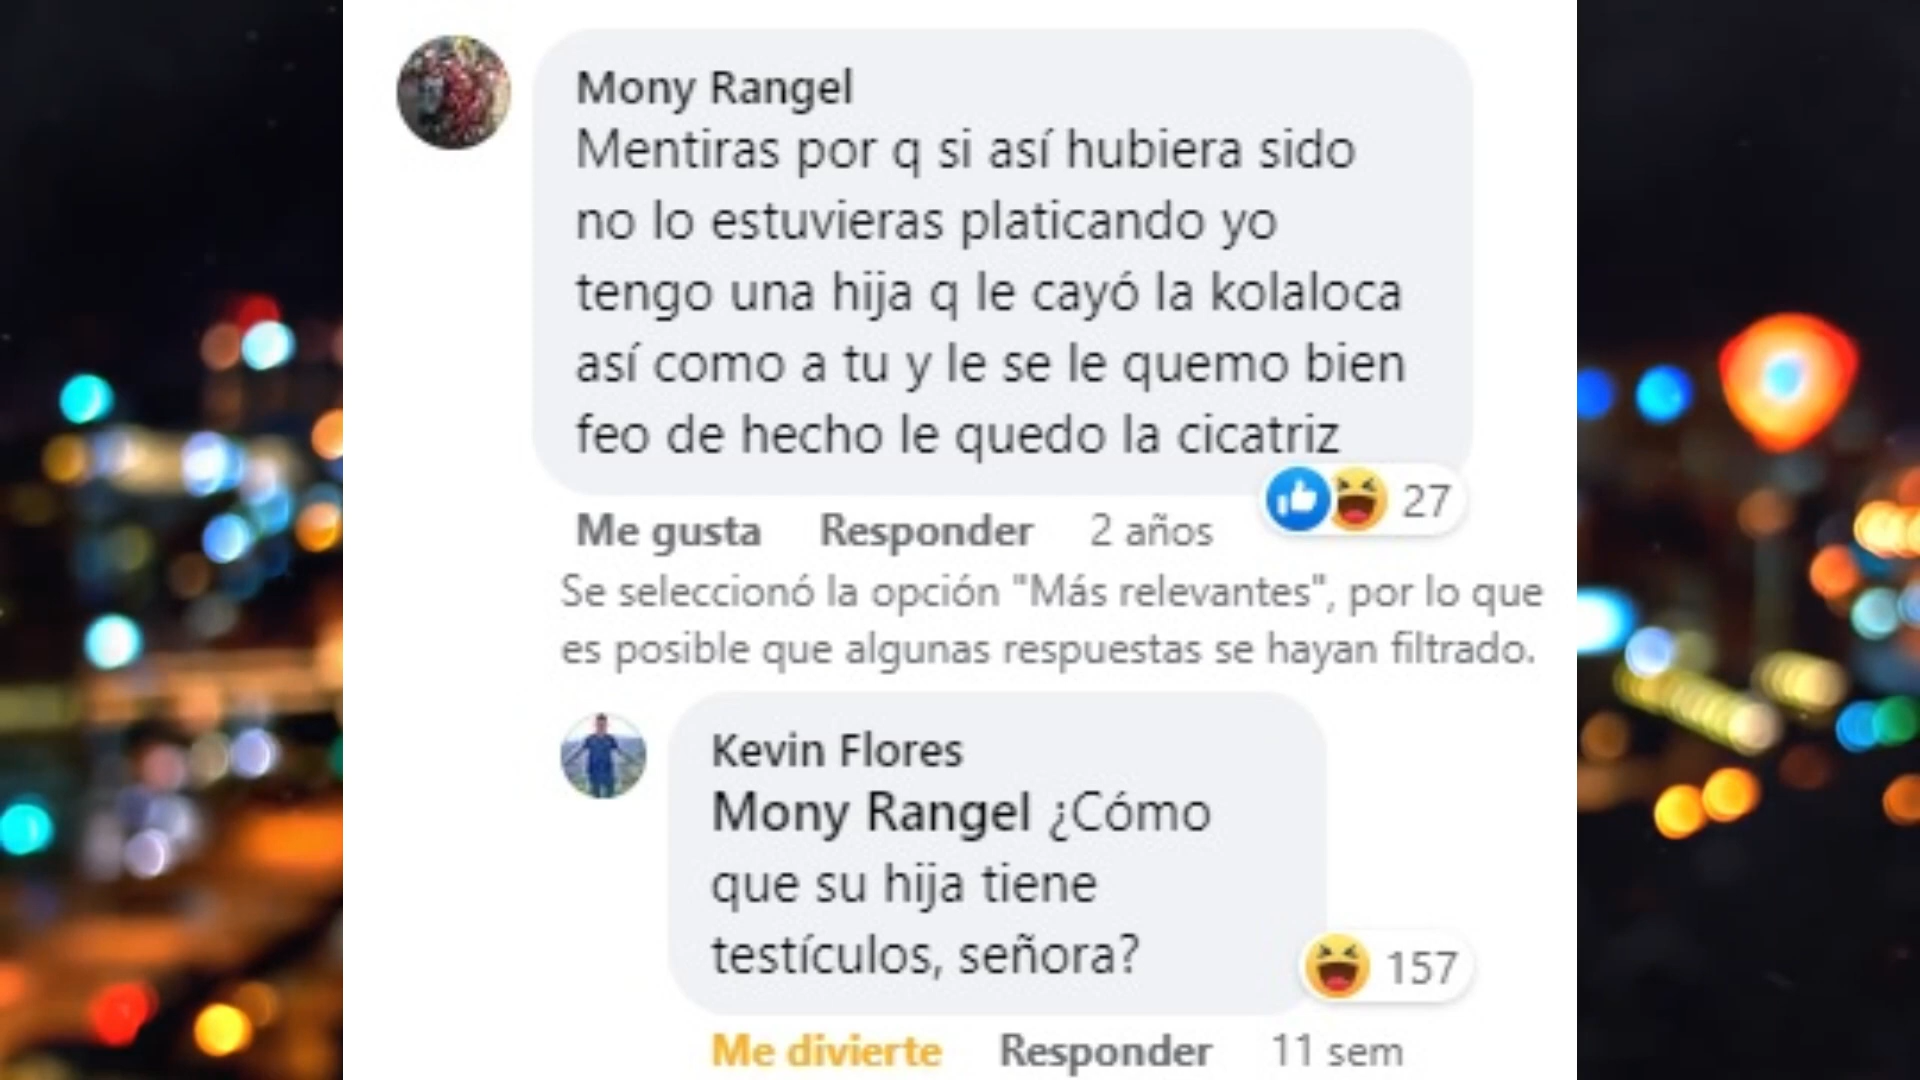 Mony Rangel
Mentiras por q si así hubiera sido
no lo estuvieras platicando yo
tengo una hija q le cayó la kolaloca
así como a tu y le se le quemo bien
feo de hecho le quedo la cicatriz
27
Me gusta Responder 2 años
Se seleccionó la opción "Más relevantes", por lo que
es posible que algunas respuestas se hayan filtrado.
Kevin Flores
Mony Rangel ¿Cómo
que su hija tiene
testículos, señora?
157
Me divierte Responder 11 sem